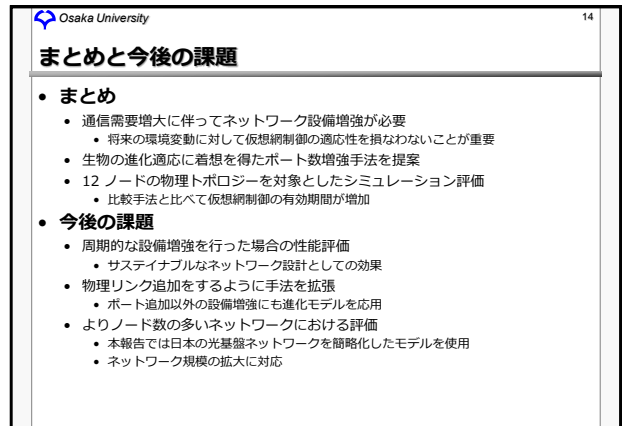 Osaka University
14
まとめと今後の課題
• まとめ
• 通信需要増大に伴ってネットワーク設備増強が必要
• 将来の環境変動に対して仮想網制御の適応性を損なわないことが重要
• 生物の進化適応に着想を得たポート数増強手法を提案
• 12 ノードの物理トポロジーを対象としたシミュレーション評価
• 比較手法と比べて仮想網制御の有効期間が増加
• 今後の課題
• 周期的な設備増強を行った場合の性能評価
• サステイナブルなネットワーク設計としての効果
• 物理リンク追加をするように手法を拡張
• ポート追加以外の設備増強にも進化モデルを応用
• よりノード数の多いネットワークにおける評価
• 本報告では日本の光基盤ネットワークを簡略化したモデルを使用
• ネットワーク規模の拡大に対応